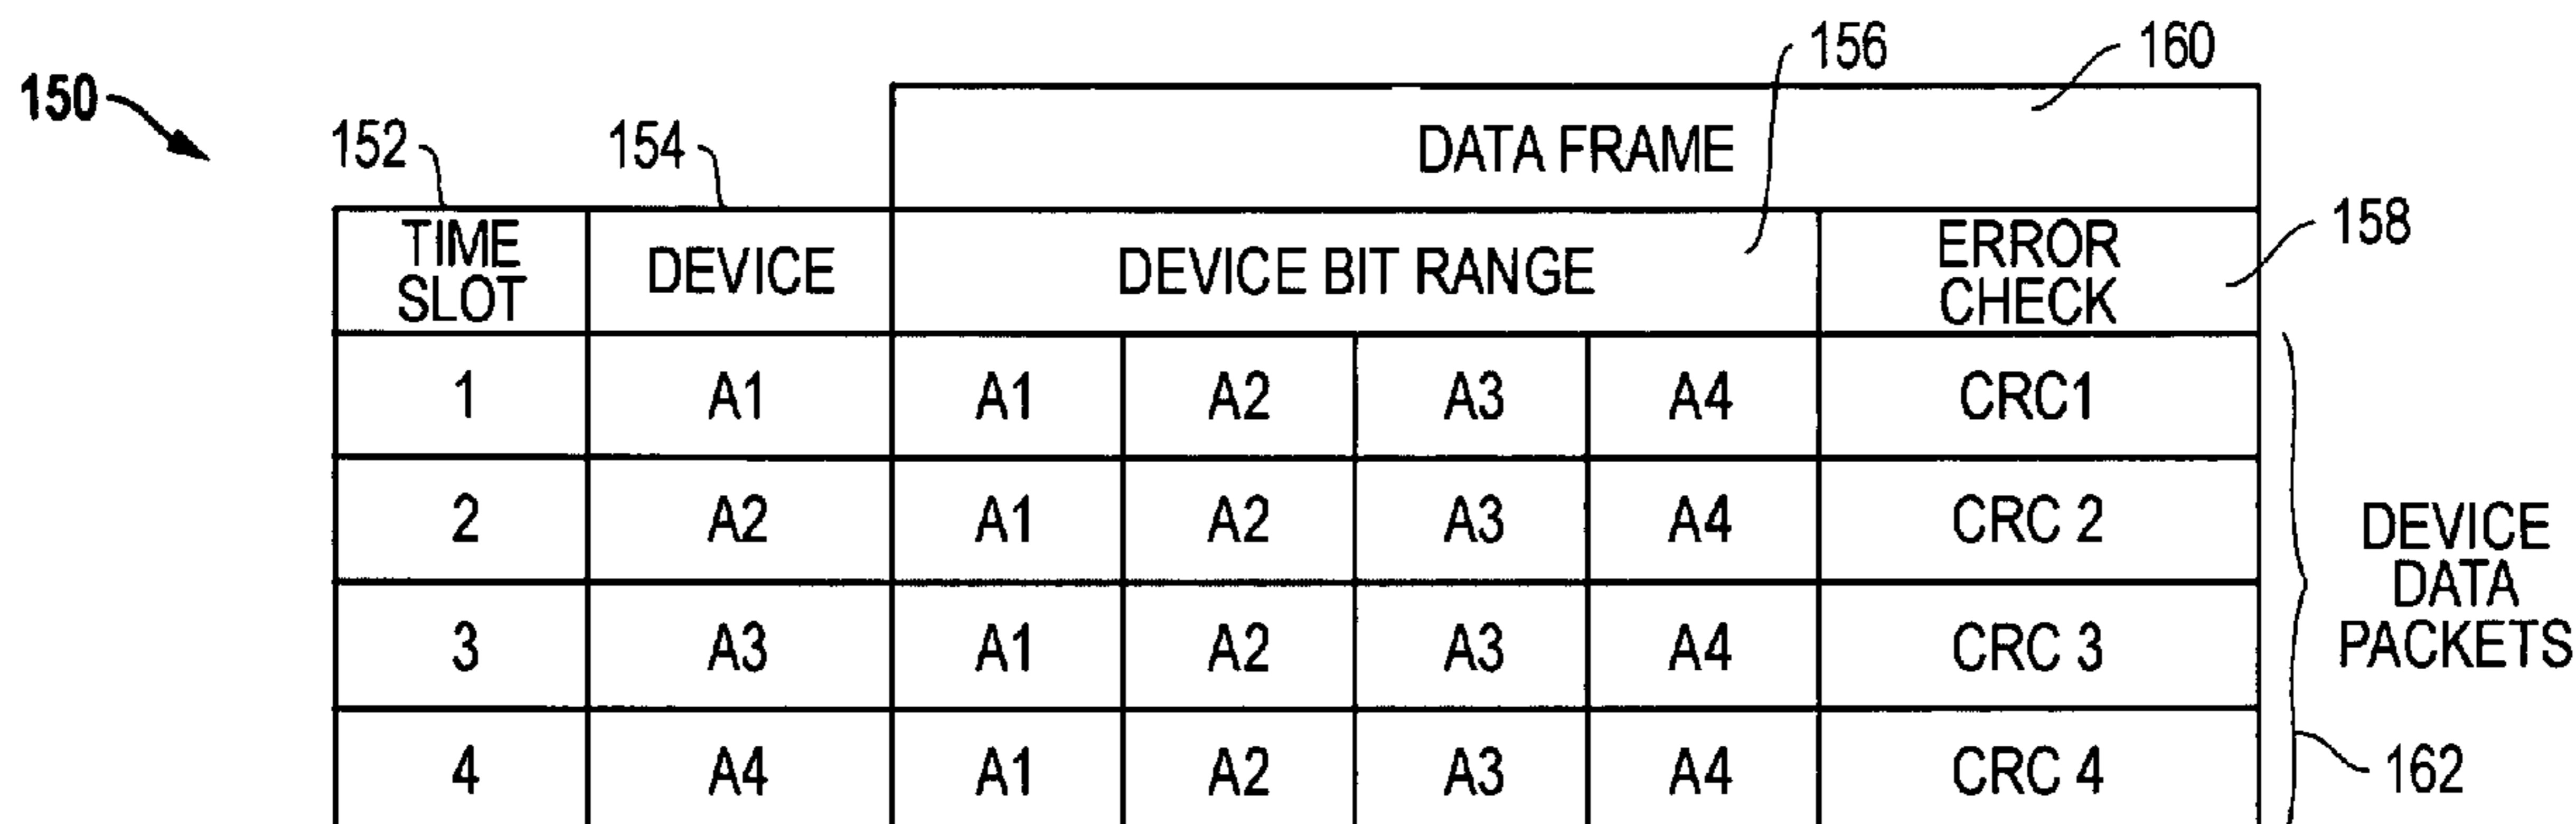 156
160
150
152
154
DATA FRAME
TIME
SLOT
DEVICE
DEVICE BIT RANGE
ERROR
CHECK
158
1 A1 A1 A2 A3 A4 CRC1
2 A2 A1 A2 A3 A4 CRC 2
3 A3 A1 A2 A3 A4 CRC 3
4 A4 A1 A2 A3 A4 CRC 4
DEVICE
DATA
PACKETS
162